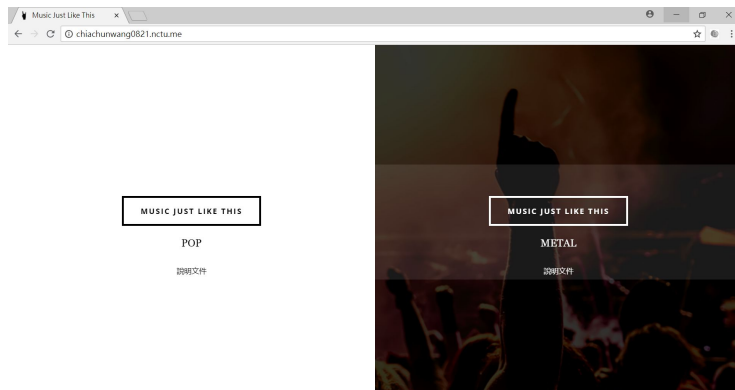 Music Just Like This
chiachunwang0821.nctu.me
MUSIC JUST LIKE THIS
POP
說明文件
MUSIC JUST LIKE THIS
METAL
說明文件